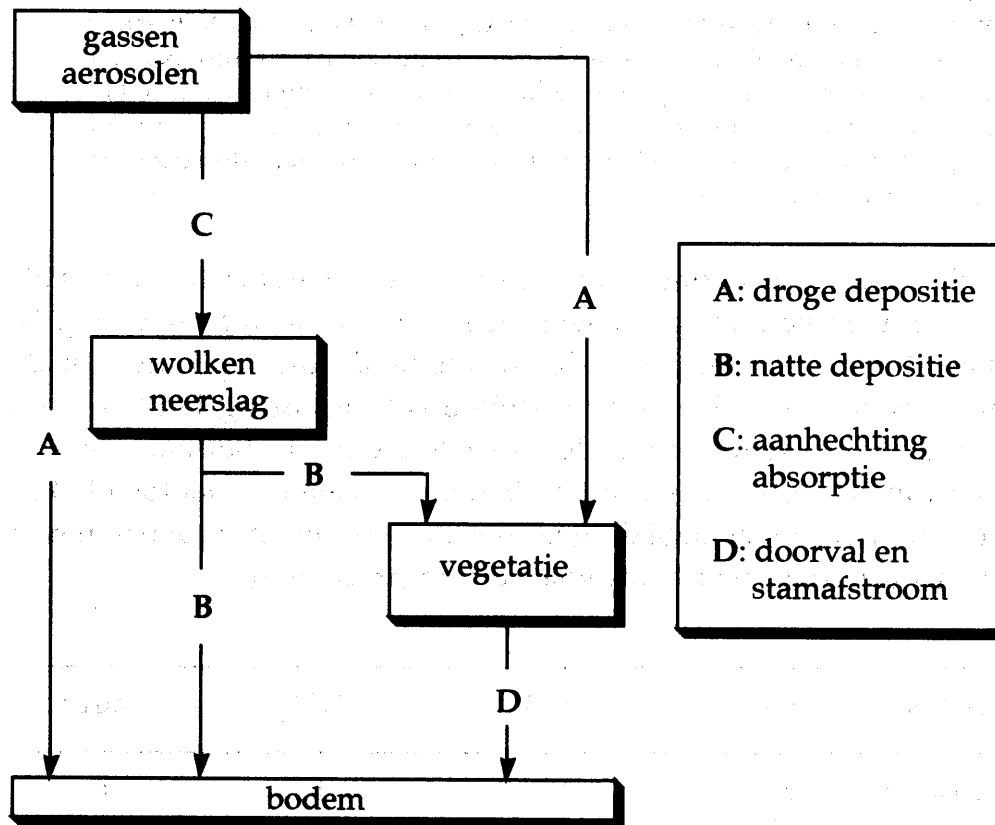 gassen
aerosolen
C
A
wolken
neerslag
A
B
vegetatie
B
D
bodem
A: droge depositie
B: natte depositie
C: aanhechting
absorptie
D: doorval en
stamafstroom